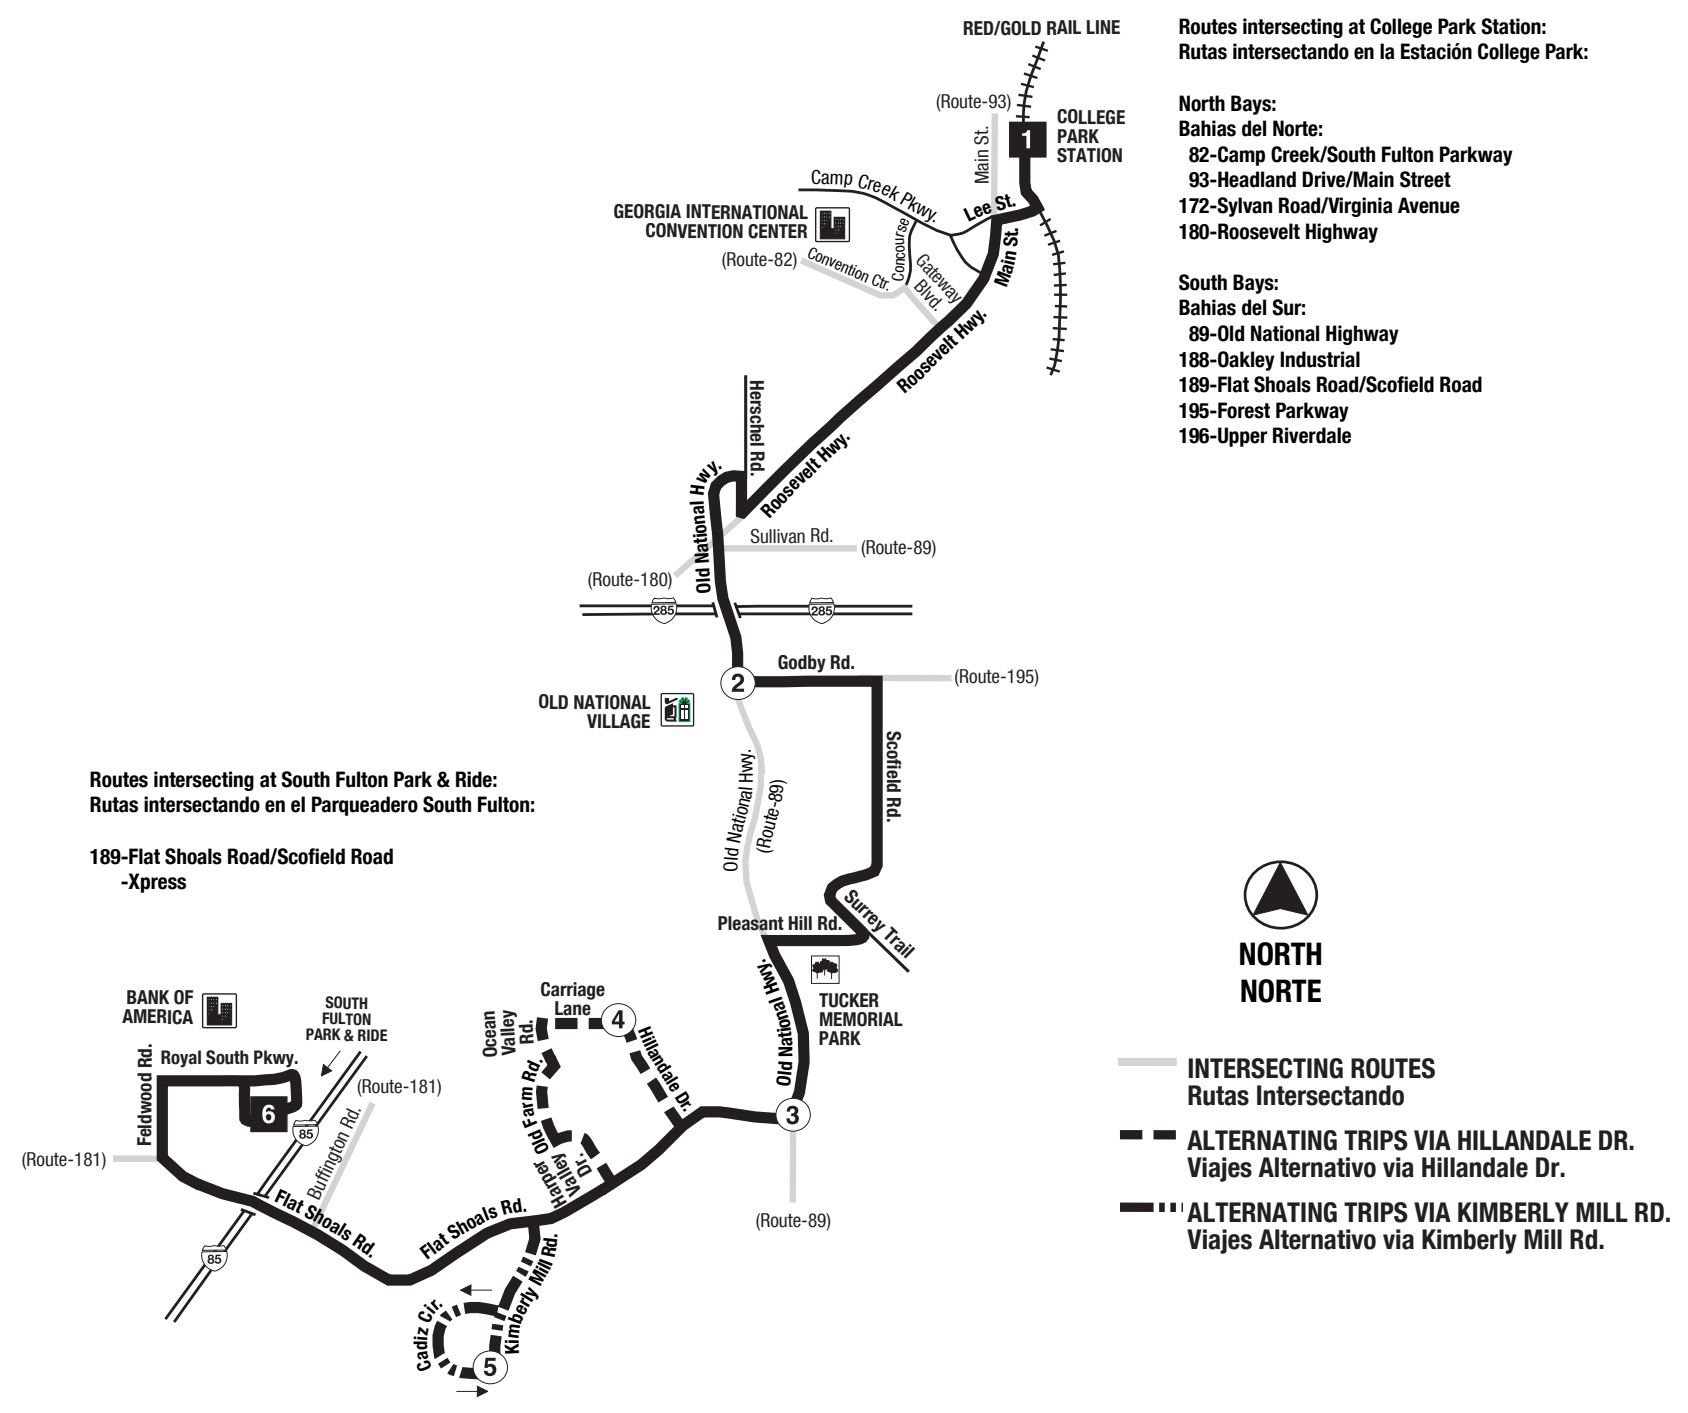 RED/GOLD RAIL LINE
(Route-93)
Main St.
1
COLLEGE
PARK
STATION
Routes intersecting at College Park Station:
Rutas intersectando en la Estación College Park:
North Bays:
Bahias del Norte:
82-Camp Creek/South Fulton Parkway
93-Headland Drive/Main Street
172-Sylvan Road/Virginia Avenue
180-Roosevelt Highway
South Bays:
Bahias del Sur:
89-Old National Highway
188-Oakley Industrial
189-Flat Shoals Road/Scofield Road
195-Forest Parkway
196-Upper Riverdale
Camp Creek Pkwy.
Lee St.
GEORGIA INTERNATIONAL
CONVENTION CENTER
(Route-82)
Convention Ctr.
Concourse
Gateway
Blvd.
Main St.
Roosevelt Hwy.
Herschel Rd.
Roosevelt Hwy.
Old National Hwy.
Sullivan Rd.
(Route-89)
(Route-180)
285
285
Godby Rd.
2
(Route-195)
OLD NATIONAL
VILLAGE
Scofield Rd.
Old National Hwy.
(Route-89)
Routes intersecting at South Fulton Park & Ride:
Rutas intersectando en el Parqueadero South Fulton:
189-Flat Shoals Road/Scofield Road
-Xpress
Surrey Trail
Pleasant Hill Rd.
NORTH
NORTE
Old National Hwy.
TUCKER
MEMORIAL
PARK
BANK OF
AMERICA
SOUTH
FULTON
PARK & RIDE
Carriage
Lane
4
Ocean
Valley
Rd.
Hillandale Dr.
Royal South Pkwy.
Feldwood Rd.
6
(Route-181)
85
Buffington Rd.
Old Farm Rd.
Harper
Valley
Dr.
3
(Route-181)
Flat Shoals Rd.
Flat Shoals Rd.
(Route-89)
85
Kimberly Mill Rd.
Cadiz Cir.
5
INTERSECTING ROUTES
Rutas Intersectando
ALTERNATING TRIPS VIA HILLANDALE DR.
Viajes Alternativo via Hillandale Dr.
ALTERNATING TRIPS VIA KIMBERLY MILL RD.
Viajes Alternativo via Kimberly Mill Rd.